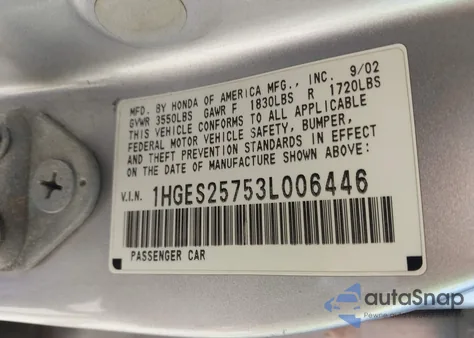 MFD. BY HONDA OF AMERICA MFG., INC. 9/02
GVWR 3550LBS GAWR F 1830LBS R 1720LBS
THIS VEHICLE CONFORMS TO ALL APPLICABLE
FEDERAL MOTOR VEHICLE SAFETY, BUMPER,
AND THEFT PREVENTION STANDARDS IN EFFECT
ON THE DATE OF MANUFACTURE SHOWN ABOVE:
V.I.N. 1HGES25753L006446
PASSENGER CAR
autoSnap